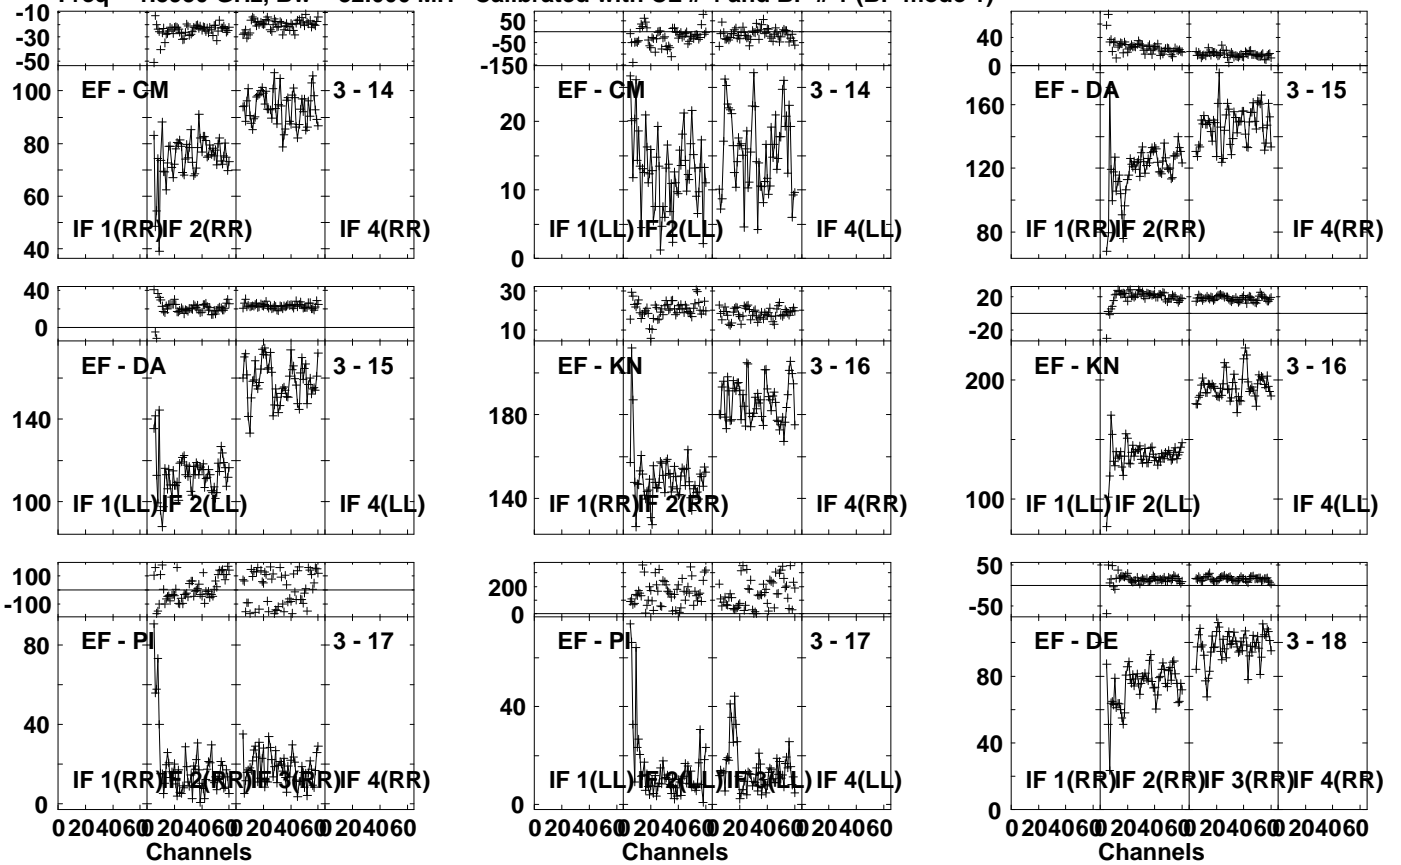 -10
-30
-50
100
80
60
40
EF - CM
3 - 14
IF 1(RR) IF 2(RR) IF 4(RR)
50
-50
-150
20
10
0
EF - CM
3 - 14
IF 1(LL) IF 2(LL) IF 4(LL)
40
0
160
120
80
EF - DA
3 - 15
IF 1(RR) IF 2(RR) IF 4(RR)
40
0
140
100
EF - DA
3 - 15
IF 1(LL) IF 2(LL) IF 4(LL)
30
10
180
140
EF - KN
3 - 16
IF 1(RR) IF 2(RR) IF 4(RR)
20
-20
200
100
EF - KN
3 - 16
IF 1(LL) IF 2(LL) IF 4(LL)
100
-100
80
40
0
EF - PI
3 - 17
IF 1(RR) IF 2(RR) IF 3(RR) IF 4(RR)
0 204060 0 204060 0 204060 0 204060
Channels
200
0
40
0
EF - PI
3 - 17
IF 1(LL) IF 2(LL) IF 3(LL) IF 4(LL)
0 204060 0 204060 0 204060 0 204060
Channels
50
-50
80
40
0
EF - DE
3 - 18
IF 1(RR) IF 2(RR) IF 3(RR) IF 4(RR)
0 204060 0 204060 0 204060 0 204060
Channels